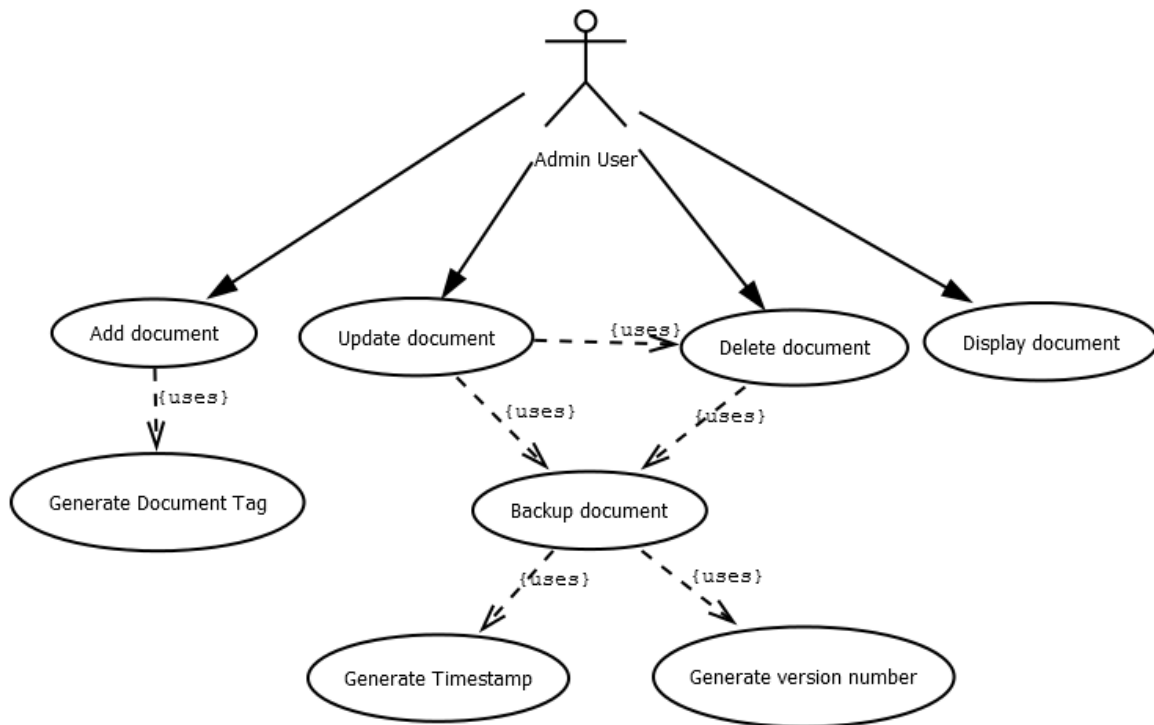 Admin User
Add document
Update document
{uses}
Delete document
Display document
{uses}
{uses}
{uses}
Generate Document Tag
Backup document
{uses}
{uses}
Generate Timestamp
Generate version number